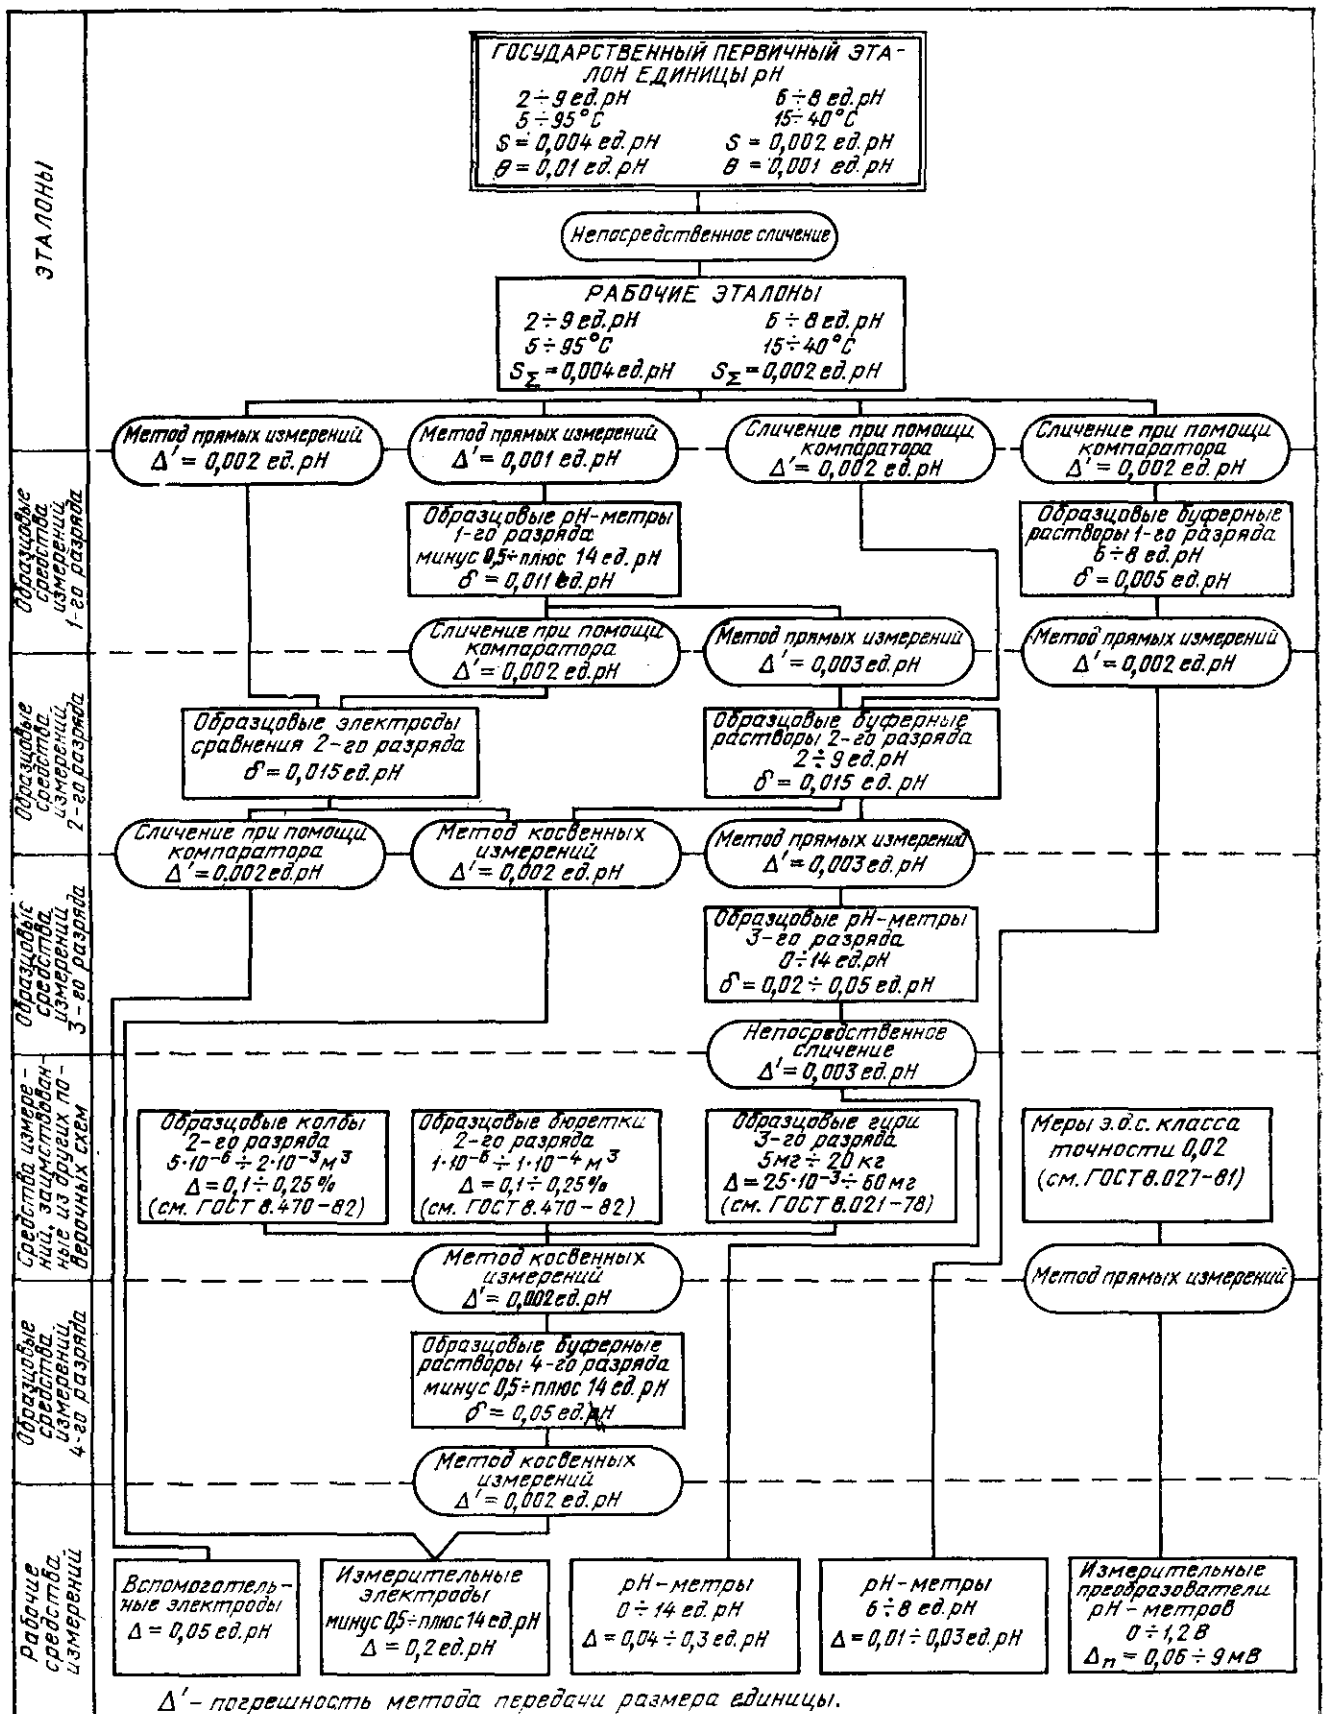 ЭТАЛОНЫ
ГОСУДАРСТВЕННЫЙ ПЕРВИЧНЫЙ ЭТА-
ЛОН ЕДИНИЦЫ pH
2÷9 ед.pH 6÷8 ед.pH
5÷95°C 15÷40°C
S = 0,004 ед.pH S = 0,002 ед.pH
θ = 0,01 ед.pH θ = 0,001 ед.pH
Непосредственное сличение
РАБОЧИЕ ЭТАЛОНЫ
2÷9 ед.pH 6÷8 ед.pH
5÷95°C 15÷40°C
S_Σ = 0,004 ед.pH S_Σ = 0,002 ед.pH
Метод прямых измерений
Δ' = 0,002 ед.pH
Метод прямых измерений
Δ' = 0,001 ед.pH
Сличение при помощи
компаратора
Δ' = 0,002 ед.pH
Сличение при помощи
компаратора
Δ' = 0,002 ед.pH
Образцовые
средства
измерений
1-го разряда
Образцовые pH-метры
1-го разряда
минус 0,5÷плюс 14 ед.pH
δ = 0,011 ед.pH
Образцовые буферные
растворы 1-го разряда
6÷8 ед.pH
δ = 0,005 ед.pH
Сличение при помощи
компаратора
Δ' = 0,002 ед.pH
Метод прямых измерений
Δ' = 0,003 ед.pH
Метод прямых измерений
Δ' = 0,002 ед.pH
Образцовые
средства
измерений
2-го разряда
Образцовые электроды
сравнения 2-го разряда
δ = 0,015 ед.pH
Образцовые буферные
растворы 2-го разряда
2÷9 ед.pH
δ = 0,015 ед.pH
Сличение при помощи
компаратора
Δ' = 0,002 ед.pH
Метод косвенных
измерений
Δ' = 0,002 ед.pH
Метод прямых измерений
Δ' = 0,003 ед.pH
Образцовые
средства
измерений
3-го разряда
Образцовые pH-метры
3-го разряда
0÷14 ед.pH
δ = 0,02÷0,05 ед.pH
Непосредственное
сличение
Δ' = 0,003 ед.pH
Средства измере-
ний, заимствован-
ные из других по-
верочных схем
Образцовые колбы
2-го разряда
5·10⁻⁶÷2·10⁻³ м³
Δ = 0,1÷0,25%
(см. ГОСТ 8.470-82)
Образцовые бюретки
2-го разряда
1·10⁻⁶÷1·10⁻⁴ м³
Δ = 0,1÷0,25%
(см. ГОСТ 8.470-82)
Образцовые гири
3-го разряда
5мг÷20 кг
Δ = 25·10⁻³÷60 мг
(см. ГОСТ 8.021-78)
Меры э.д.с. класса
точности 0,02
(см. ГОСТ 8.027-81)
Метод косвенных
измерений
Δ' = 0,002 ед.pH
Метод прямых измерений
Образцовые
средства
измерений
4-го разряда
Образцовые буферные
растворы 4-го разряда
минус 0,5÷плюс 14 ед.pH
δ = 0,05 ед.pH
Метод косвенных
измерений
Δ' = 0,002 ед.pH
Рабочие
средства
измерений
Вспомогатель-
ные электроды
Δ = 0,05 ед.pH
Измерительные
электроды
минус 0,5÷плюс 14 ед.pH
Δ = 0,2 ед.pH
pH-метры
0÷14 ед.pH
Δ = 0,04÷0,3 ед.pH
pH-метры
6÷8 ед.pH
Δ = 0,01÷0,03 ед.pH
Измерительные
преобразователи
pH-метров
0÷1,2 В
Δп = 0,06÷9 мВ
Δ' – погрешность метода передачи размера единицы.